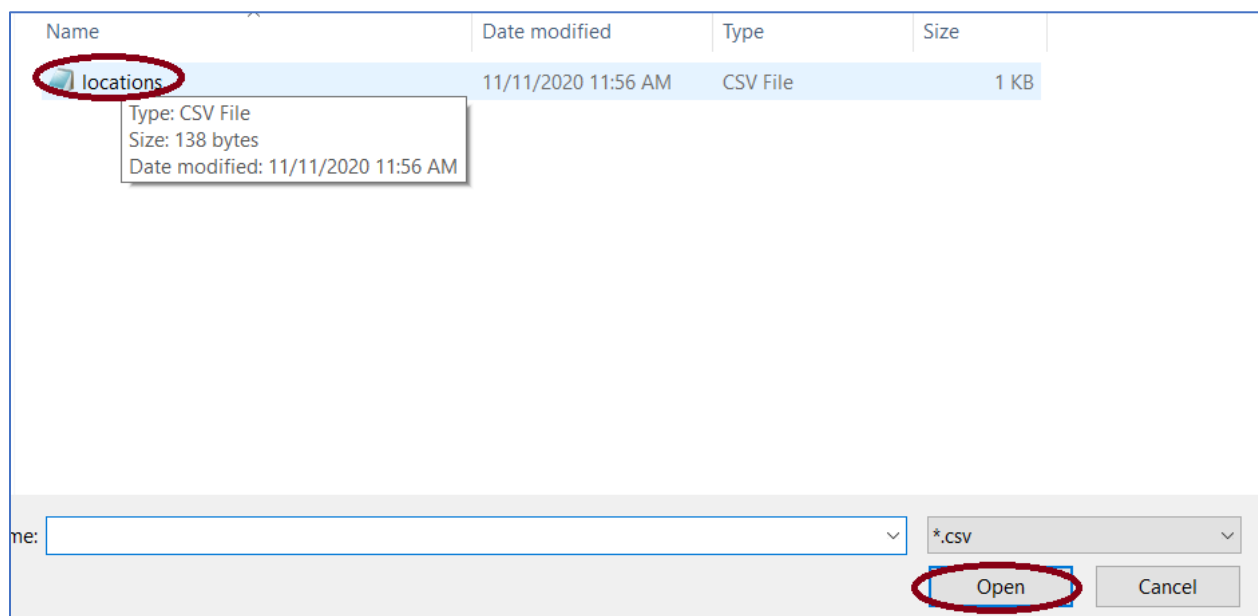 Name Date modified Type Size
locations 11/11/2020 11:56 AM CSV File 1 KB
Type: CSV File
Size: 138 bytes
Date modified: 11/11/2020 11:56 AM
me: *.csv
Open Cancel